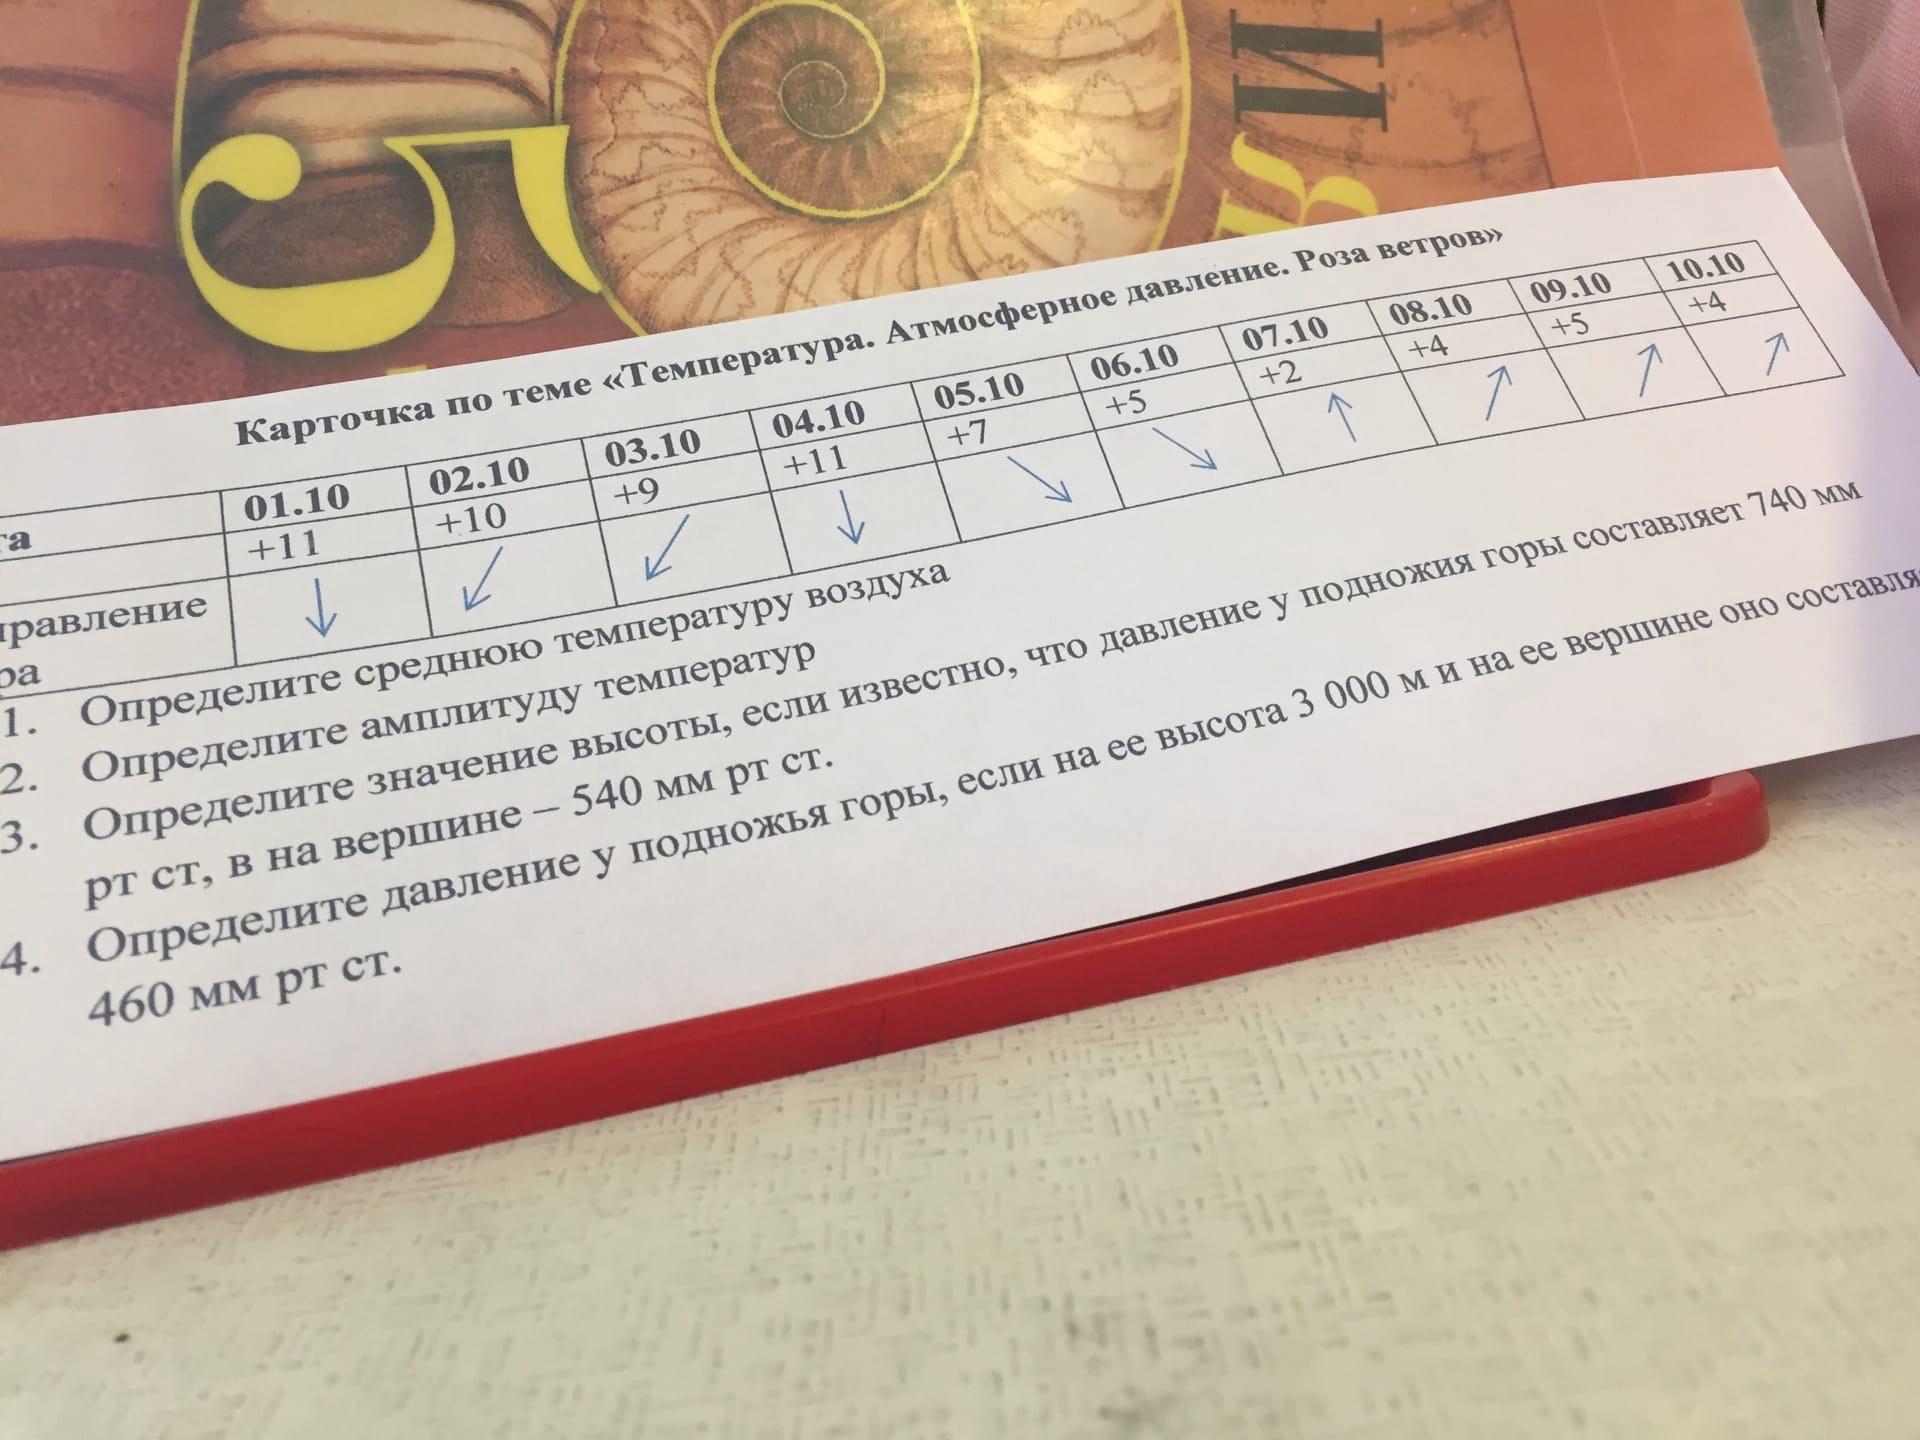 5
И
Я
Карточка по теме «Температура. Атмосферное давление. Роза ветров»
та 01.10 02.10 03.10 04.10 05.10 06.10 07.10 08.10 09.10 10.10
+11 +10 +9 +11 +7 +5 +2 +4 +5 +4
правление
ра
1. Определите среднюю температуру воздуха
2. Определите амплитуду температур
3. Определите значение высоты, если известно, что давление у подножия горы составляет 740 мм
рт ст, в на вершине – 540 мм рт ст.
4. Определите давление у подножья горы, если на ее высота 3 000 м и на ее вершине оно составля
460 мм рт ст.